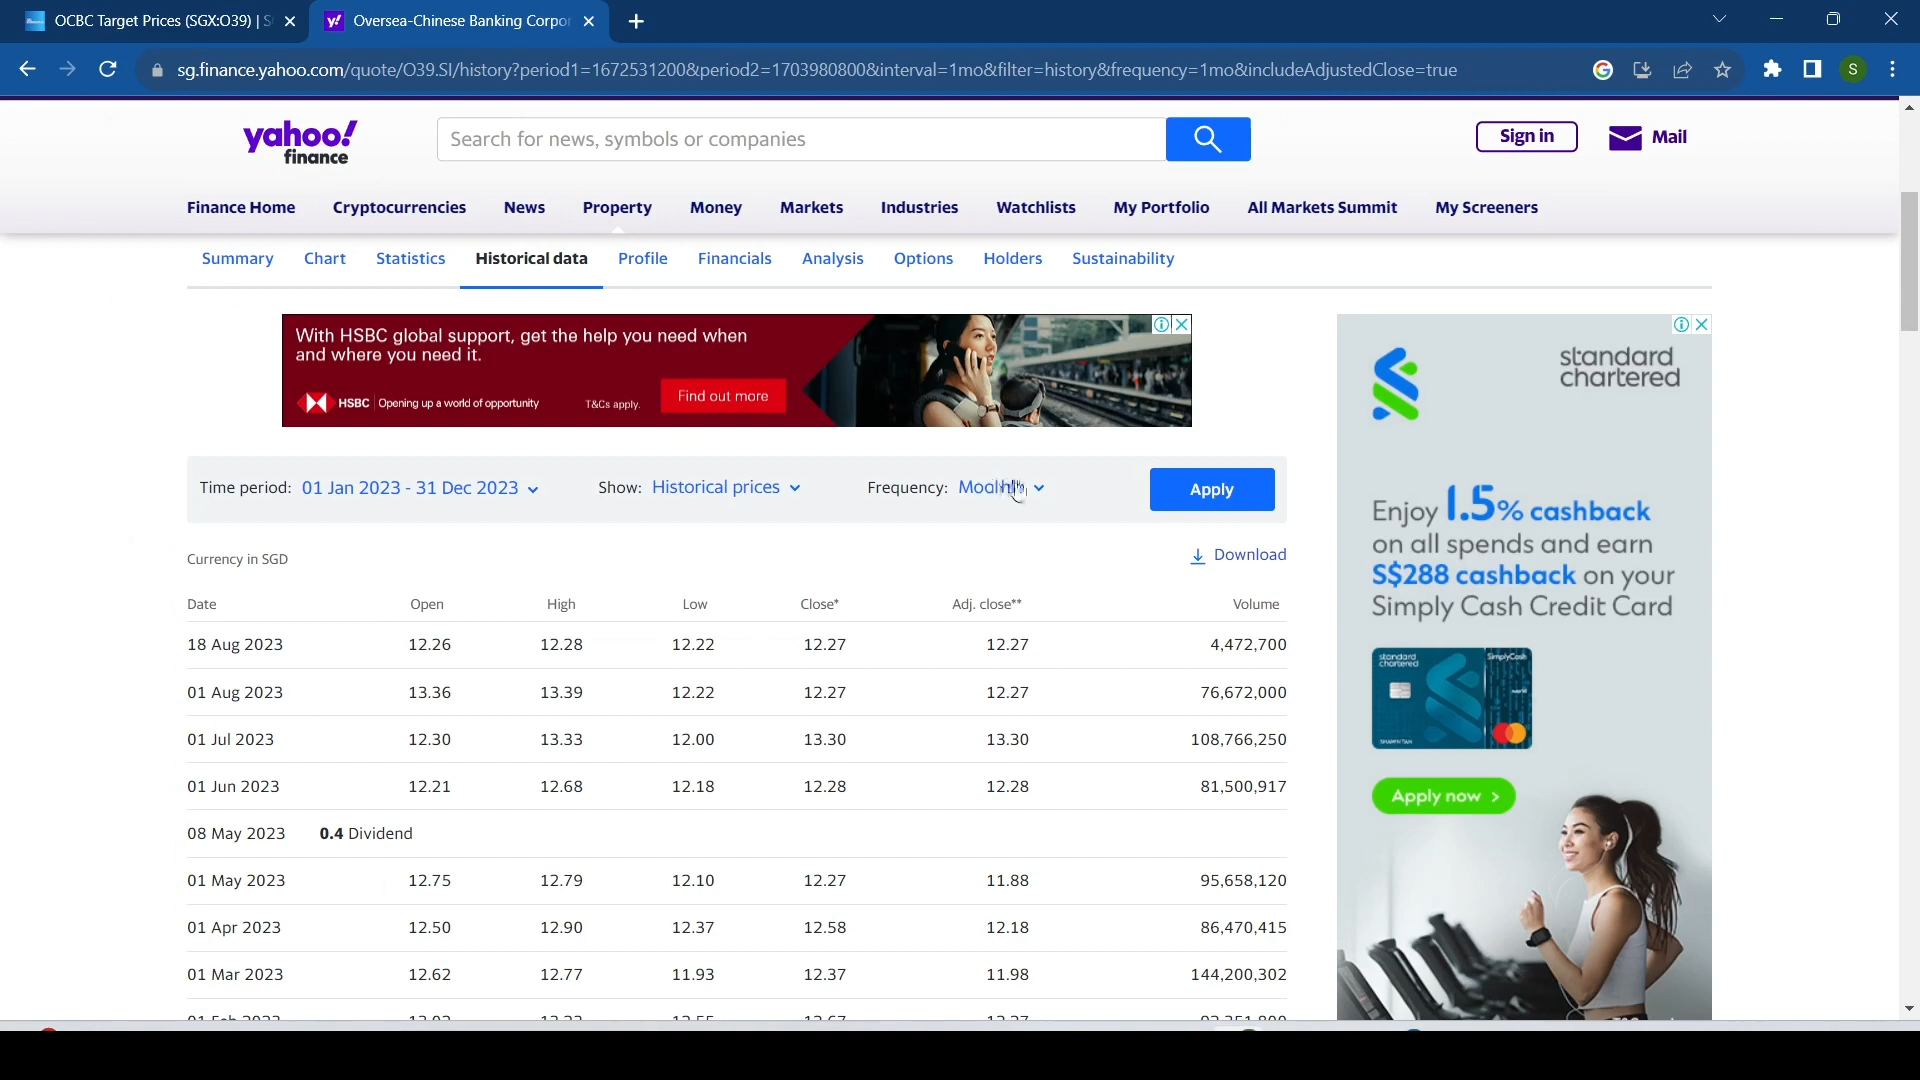 OCBC Target Prices (SGX:O39) | S
Oversea-Chinese Banking Corpor
sg.finance.yahoo.com/quote/O39.SI/history?period1=1672531200&period2=1703980800&interval=1mo&filter=history&frequency=1mo&includeAdjustedClose=true
S
yahoo!
finance
Search for news, symbols or companies
Sign in
Mail
Finance Home Cryptocurrencies News Property Money Markets Industries Watchlists My Portfolio All Markets Summit My Screeners
Summary Chart Statistics Historical data Profile Financials Analysis Options Holders Sustainability
With HSBC global support, get the help you need when
and where you need it.
HSBC Opening up a world of opportunity T&Cs apply. Find out more
standard
chartered
Enjoy 1.5% cashback
on all spends and earn
S$288 cashback on your
Simply Cash Credit Card
standard
chartered
SimplyCash
Apply now >
Time period: 01 Jan 2023 - 31 Dec 2023 Show: Historical prices Frequency: Apply
Currency in SGD Download
Date Open High Low Close* Adj. close** Volume
18 Aug 2023 12.26 12.28 12.22 12.27 12.27 4,472,700
01 Aug 2023 13.36 13.39 12.22 12.27 12.27 76,672,000
01 Jul 2023 12.30 13.33 12.00 13.30 13.30 108,766,250
01 Jun 2023 12.21 12.68 12.18 12.28 12.28 81,500,917
08 May 2023 0.4 Dividend
01 May 2023 12.75 12.79 12.10 12.27 11.88 95,658,120
01 Apr 2023 12.50 12.90 12.37 12.58 12.18 86,470,415
01 Mar 2023 12.62 12.77 11.93 12.37 11.98 144,200,302